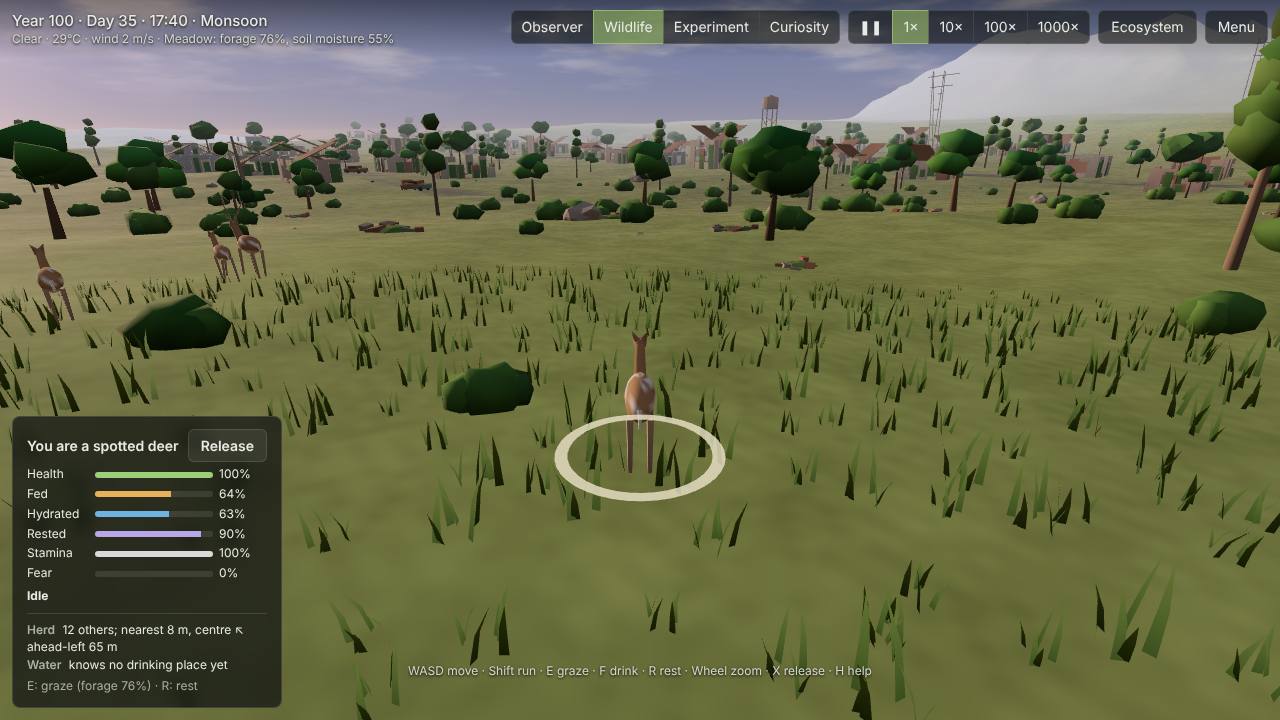 Year 100 · Day 35 · 17:40 · Monsoon
Clear · 29°C · wind 2 m/s · Meadow: forage 76%, soil moisture 55%
Observer Wildlife Experiment Curiosity ❚❚ 1× 10× 100× 1000× Ecosystem Menu
You are a spotted deer Release
Health 100%
Fed 64%
Hydrated 63%
Rested 90%
Stamina 100%
Fear 0%
Idle
Herd 12 others; nearest 8 m, centre ↖
ahead-left 65 m
Water knows no drinking place yet
E: graze (forage 76%) · R: rest
WASD move · Shift run · E graze · F drink · R rest · Wheel zoom · X release · H help